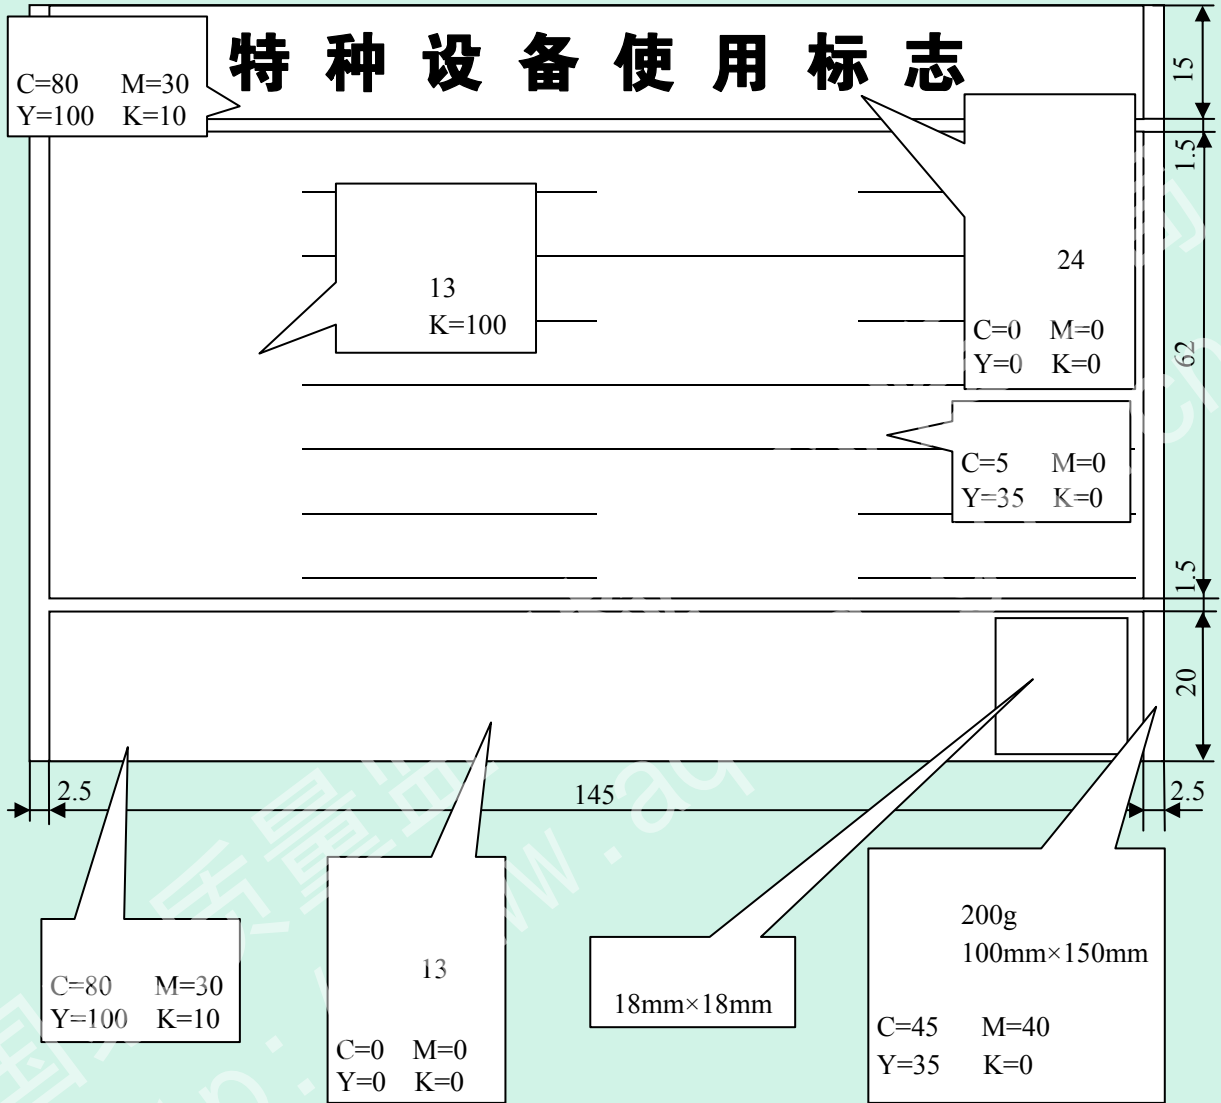 特种设备使用标志
C=80 M=30
Y=100 K=10
15
1.5
13
K=100
24
C=0 M=0
Y=0 K=0
62
C=5 M=0
Y=35 K=0
1.5
20
2.5
145
2.5
C=80 M=30
Y=100 K=10
13
C=0 M=0
Y=0 K=0
18mm×18mm
200g
100mm×150mm
C=45 M=40
Y=35 K=0